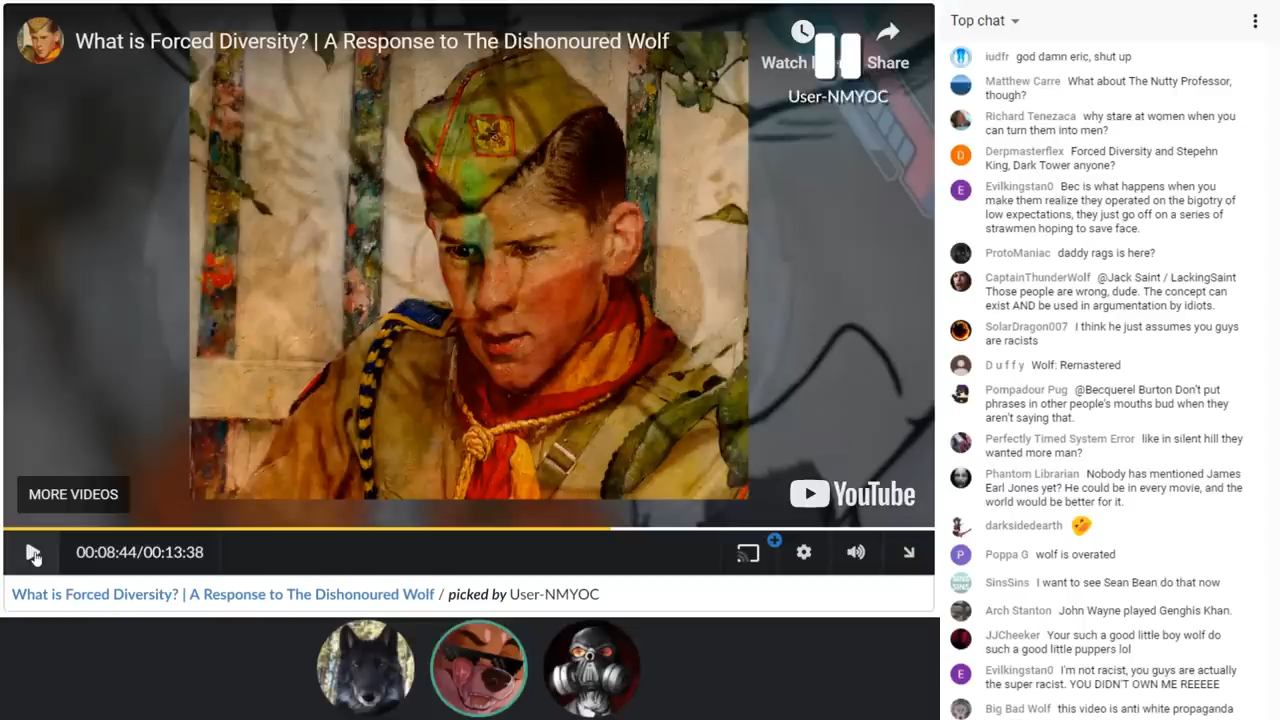 What is Forced Diversity? | A Response to The Dishonoured Wolf
Share
User-NMYOC
MORE VIDEOS
YouTube
00:08:44/00:13:38
What is Forced Diversity? | A Response to The Dishonoured Wolf / picked by User-NMYOC
Top chat
iudfr god damn eric, shut up
Matthew Carre What about The Nutty Professor,
though?
Richard Tenezaca why stare at women when you
can turn them into men?
Derpmasterflex Forced Diversity and Stepehn
King, Dark Tower anyone?
Evilkingstan0 Bec is what happens when you
make them realize they operated on the bigotry of
low expectations, they just go off on a series of
strawmen hoping to save face.
ProtoManiac daddy rags is here?
CaptainThunderWolf @Jack Saint / LackingSaint
Those people are wrong, dude. The concept can
exist AND be used in argumentation by idiots.
SolarDragon007 I think he just assumes you guys
are racists
D u f f y Wolf: Remastered
Pompadour Pug @Becquerel Burton Don't put
phrases in other people's mouths bud when they
aren't saying that.
Perfectly Timed System Error like in silent hill they
wanted more man?
Phantom Librarian Nobody has mentioned James
Earl Jones yet? He could be in every movie, and the
world would be better for it.
darksidedearth
Poppa G wolf is overated
SinsSins I want to see Sean Bean do that now
Arch Stanton John Wayne played Genghis Khan.
JJCheeker Your such a good little boy wolf do
such a good little puppers lol
Evilkingstan0 I'm not racist, you guys are actually
the super racist. YOU DIDN'T OWN ME REEEEE
Big Bad Wolf this video is anti white propaganda